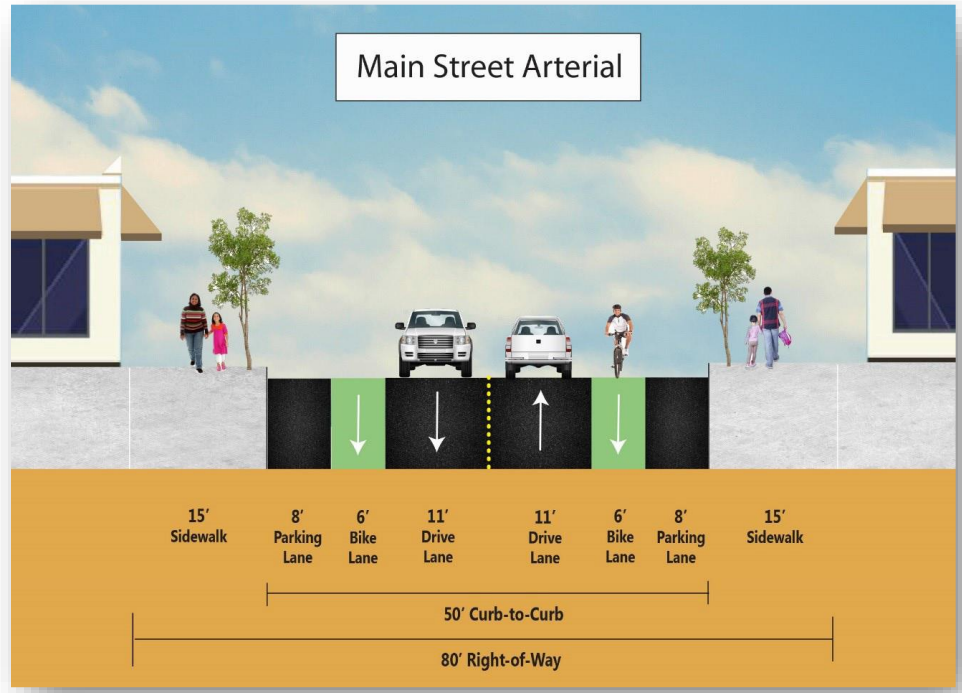 Main Street Arterial
15’
Sidewalk
8’
Parking
Lane
6’
Bike
Lane
11’
Drive
Lane
11’
Drive
Lane
6’
Bike
Lane
8’
Parking
Lane
15’
Sidewalk
50’ Curb-to-Curb
80’ Right-of-Way